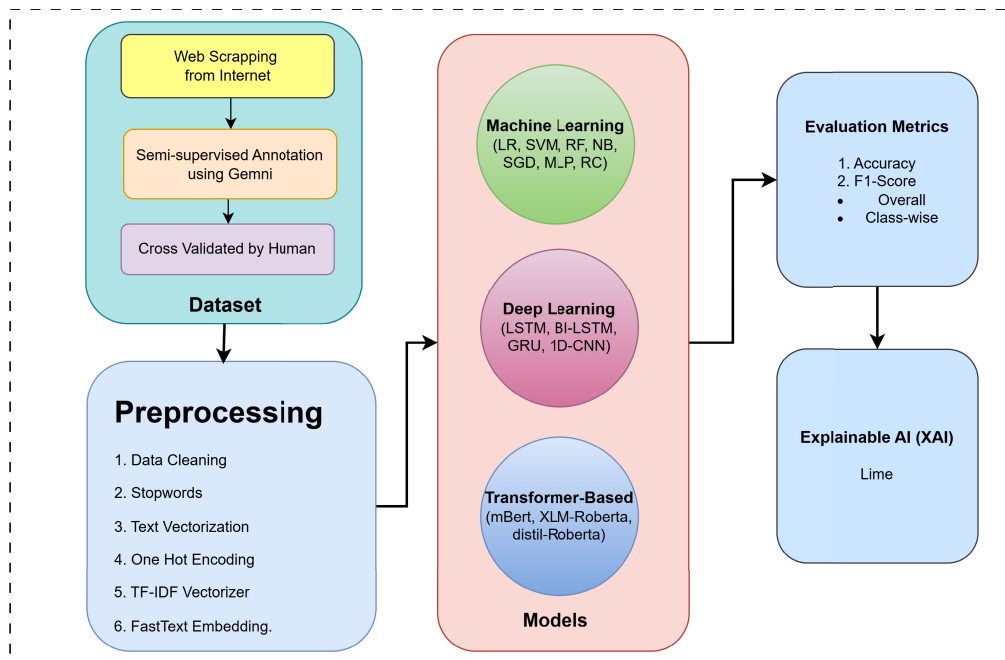 Web Scrapping
from Internet
Semi-supervised Annotation
using Gemni
Cross Validated by Human
Dataset
Preprocessing
1. Data Cleaning
2. Stopwords
3. Text Vectorization
4. One Hot Encoding
5. TF-IDF Vectorizer
6. FastText Embedding.
Machine Learning
(LR, SVM, RF, NB,
SGD, MLP, RC)
Deep Learning
(LSTM, BI-LSTM,
GRU, 1D-CNN)
Transformer-Based
(mBert, XLM-Roberta,
distil-Roberta)
Models
Evaluation Metrics
1. Accuracy
2. F1-Score
• Overall
• Class-wise
Explainable AI (XAI)
Lime